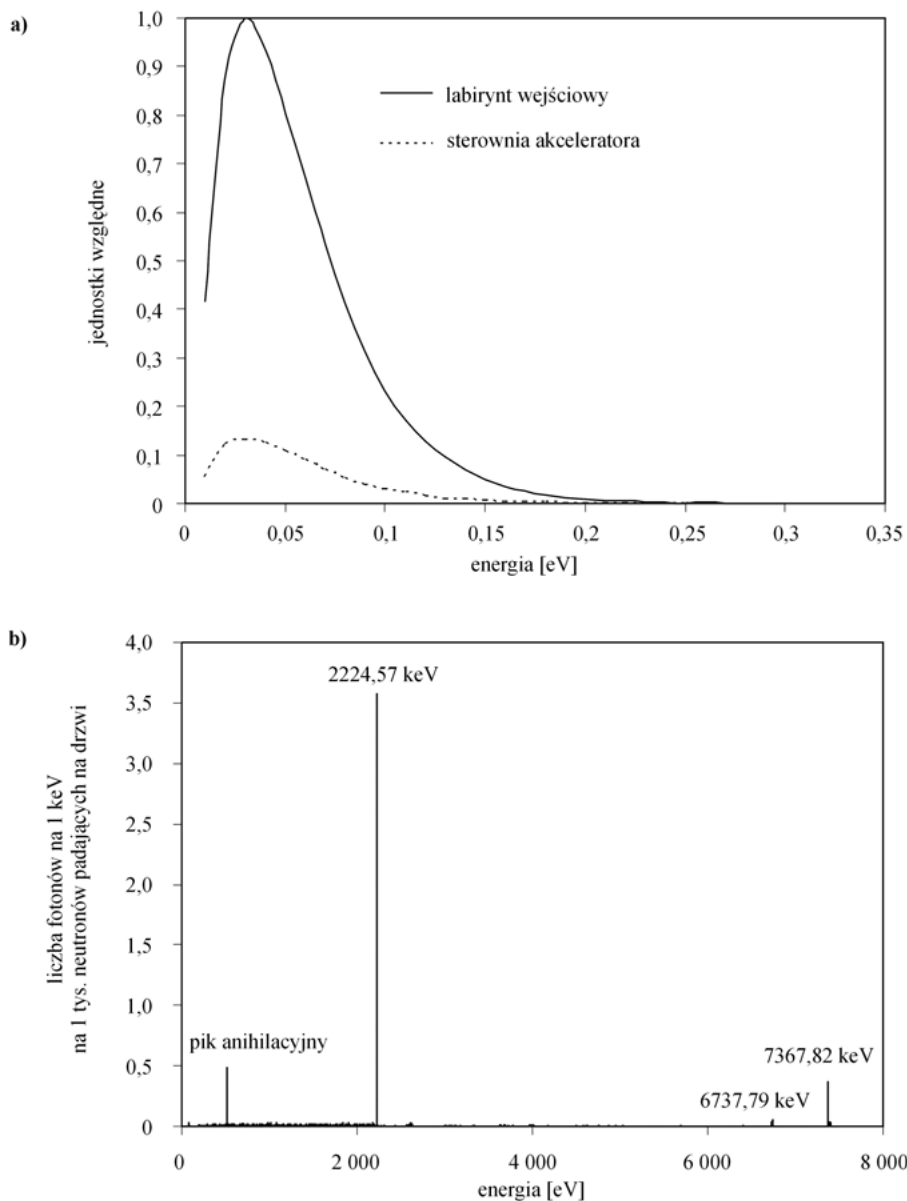 a)
1,0
0,9
0,8
0,7
0,6
0,5
0,4
0,3
0,2
0,1
0
jednostki względne
labirynt wejściowy
sterownia akceleratora
0 0,05 0,1 0,15 0,2 0,25 0,3 0,35
energia [eV]
b)
4,0
3,5
3,0
2,5
2,0
1,5
1,0
0,5
0
liczba fotonów na 1 keV
na 1 tys. neutronów padających na drzwi
2224,57 keV
pik anihilacyjny
7367,82 keV
6737,79 keV
0 2 000 4 000 6 000 8 000
energia [eV]